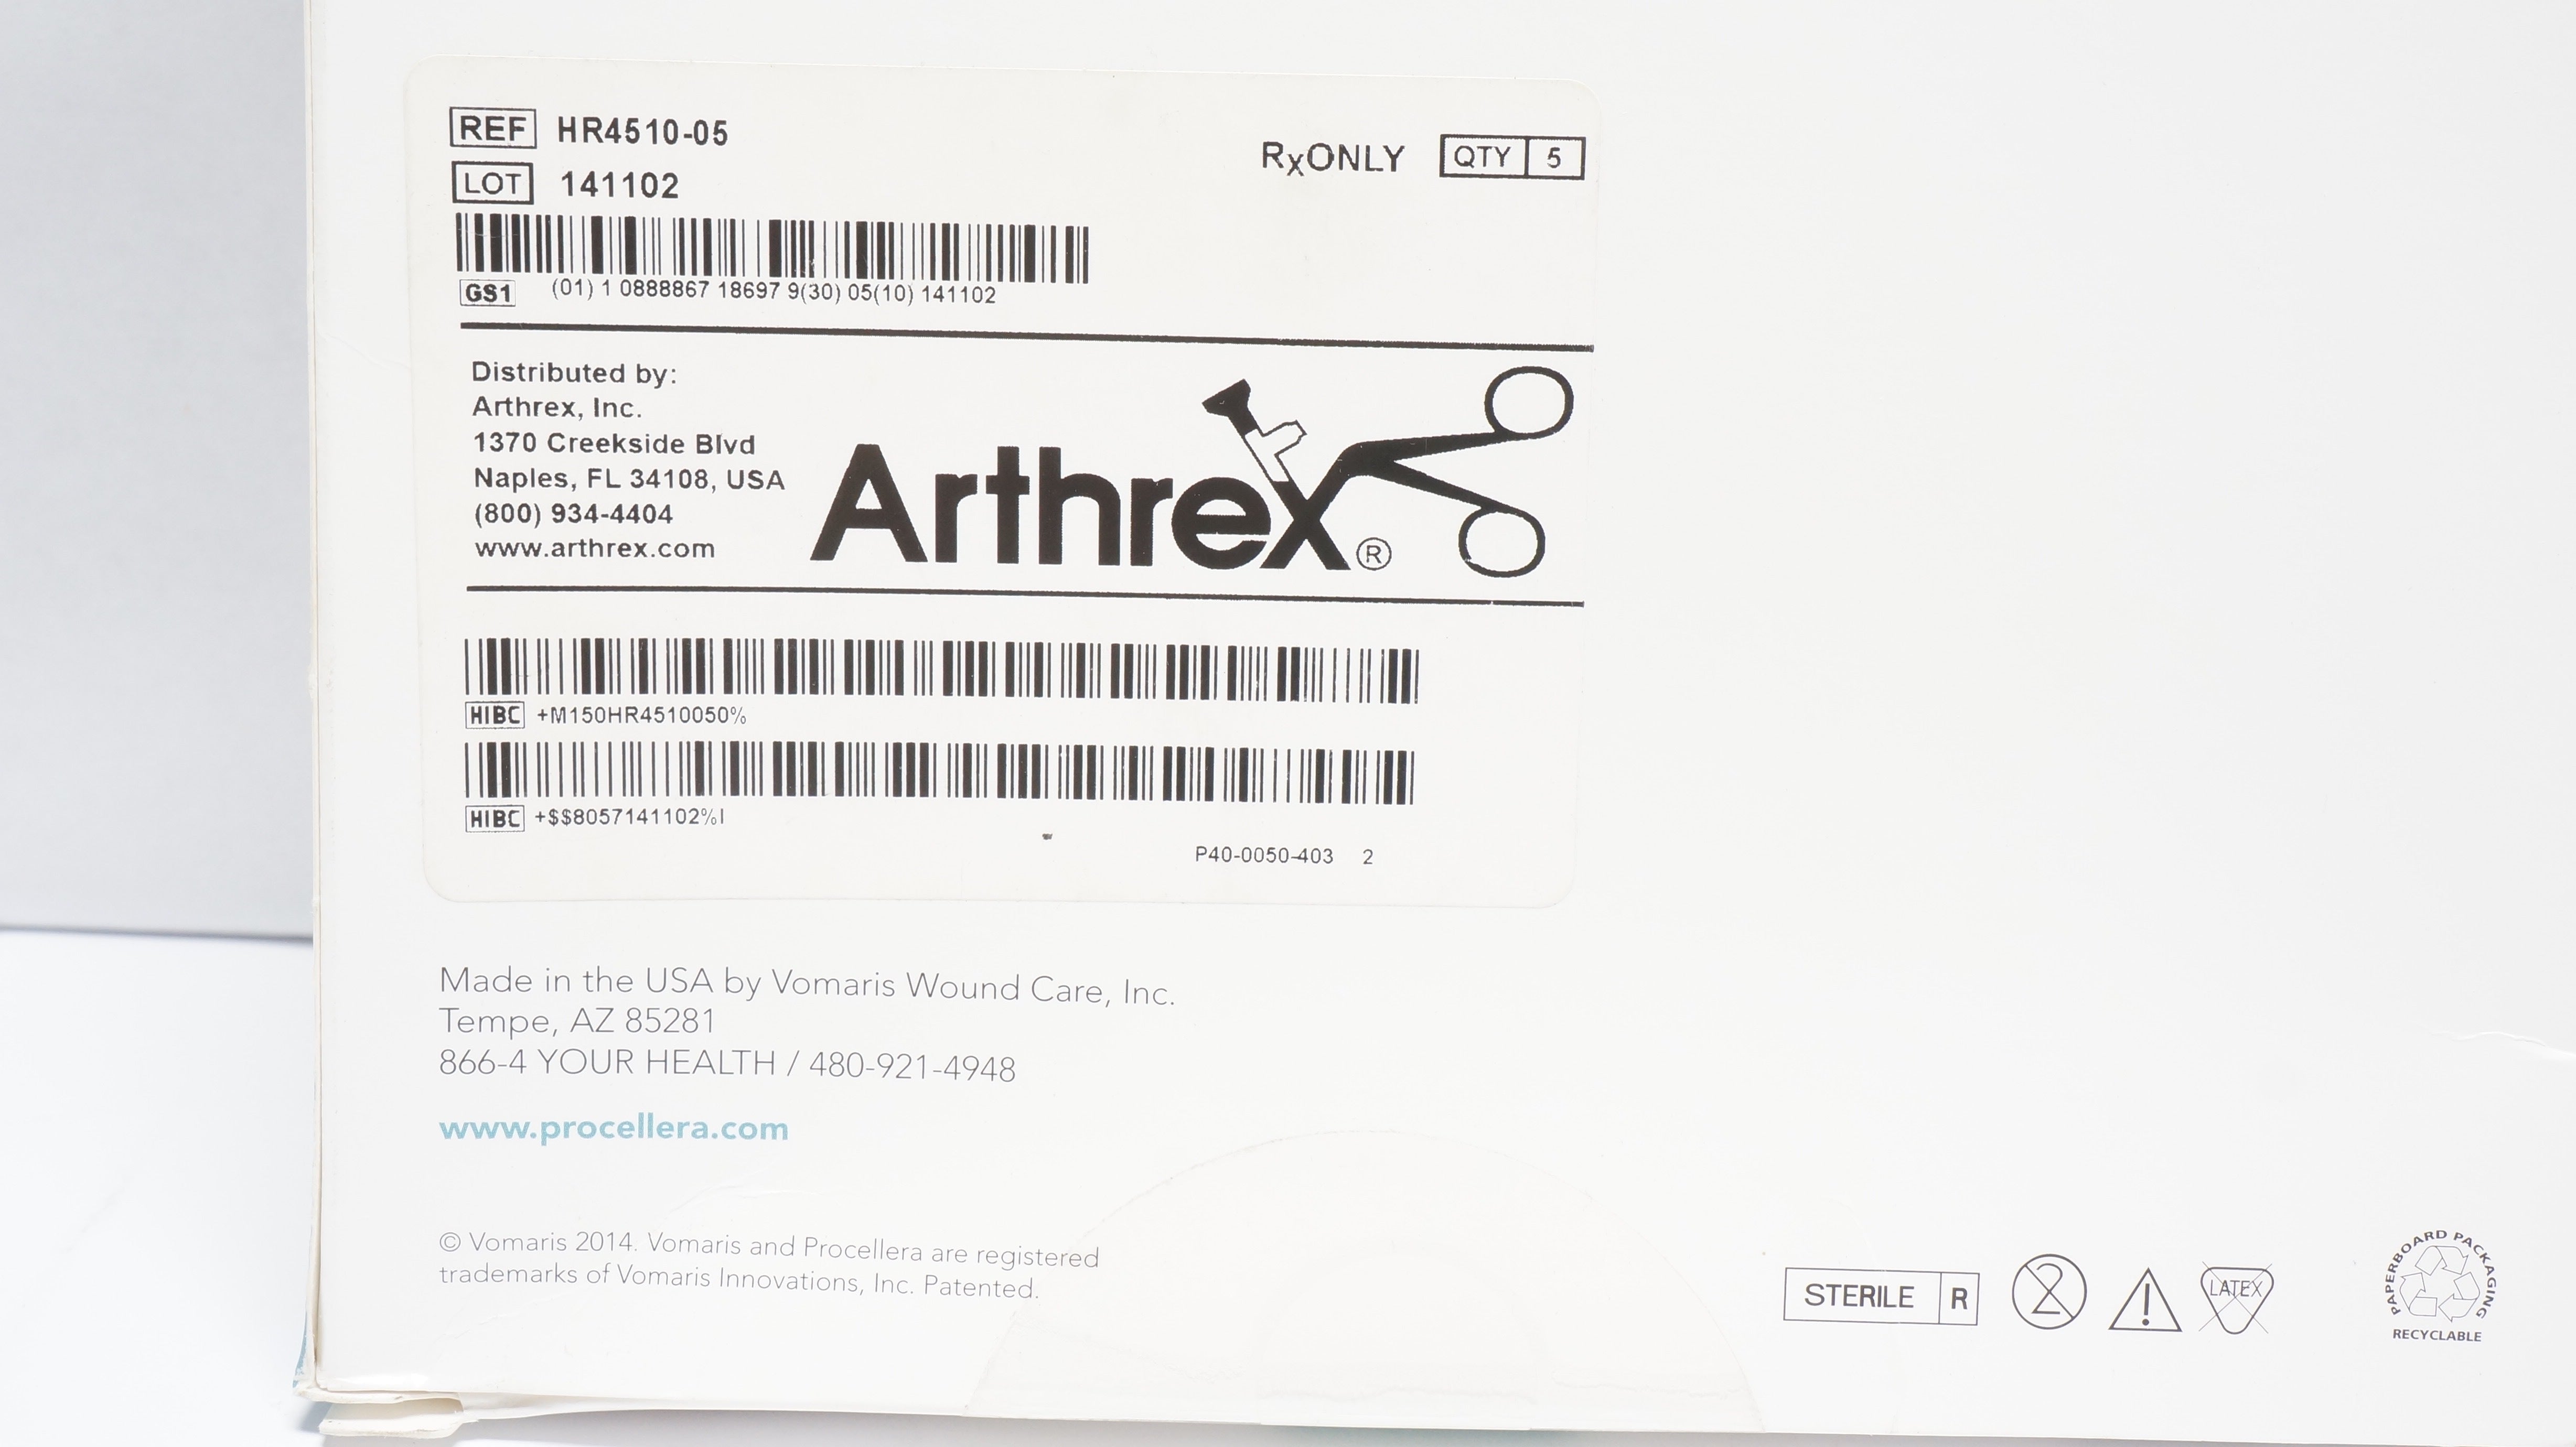 REF HR4510-05
RxONLY QTY 5
LOT 141102
GS1 (01) 1 0888867 18697 9(30) 05(10) 141102
Distributed by:
Arthrex, Inc.
1370 Creekside Blvd
Naples, FL 34108, USA
(800) 934-4404
www.arthrex.com
Arthrex®
HIBC +M150HR4510050%
HIBC +$$8057141102%I
P40-0050-403 2
Made in the USA by Vomaris Wound Care, Inc.
Tempe, AZ 85281
866-4 YOUR HEALTH / 480-921-4948
www.procellera.com
© Vomaris 2014. Vomaris and Procellera are registered
trademarks of Vomaris Innovations, Inc. Patented.
STERILE R
2
!
LATEX
PAPERBOARD PACKAGING
RECYCLABLE